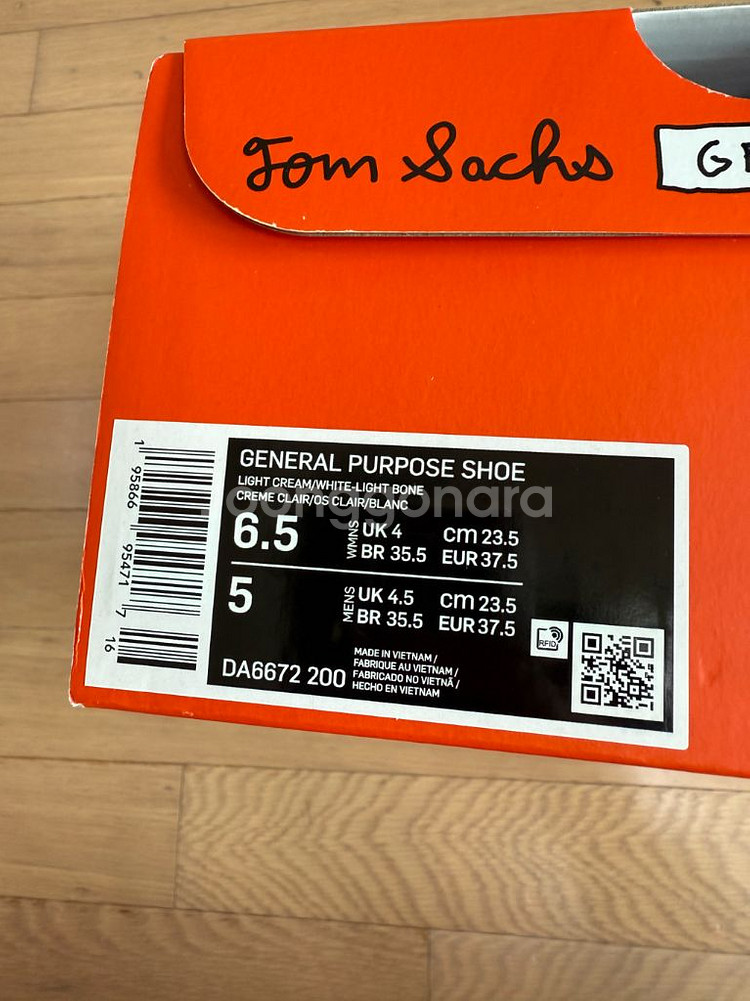 Tom Sachs
GENERAL PURPOSE SHOE
LIGHT CREAM/WHITE-LIGHT BONE
CREME CLAIR/OS CLAIR/BLANC
6.5 WMNS UK 4 cm 23.5
BR 35.5 EUR 37.5
5 MENS UK 4.5 cm 23.5
BR 35.5 EUR 37.5
RFID
DA6672 200
MADE IN VIETNAM /
FABRIQUE AU VIETNAM /
FABRICADO NO VIETNÃ /
HECHO EN VIETNAM
1 95866 95471 7 16